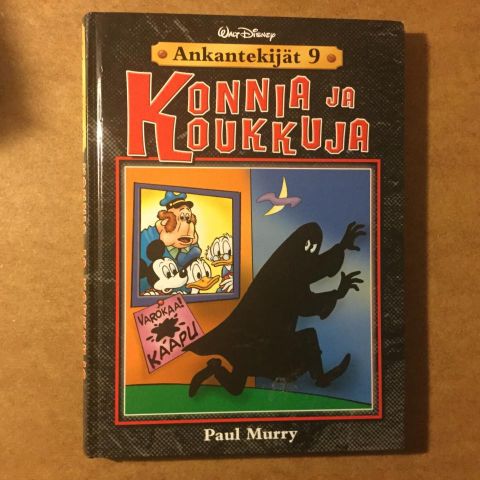 Walt Disney
Ankantekijät 9
KONNIA JA
KOUKKUJA
VAROKAA!
KAAPU
Paul Murry